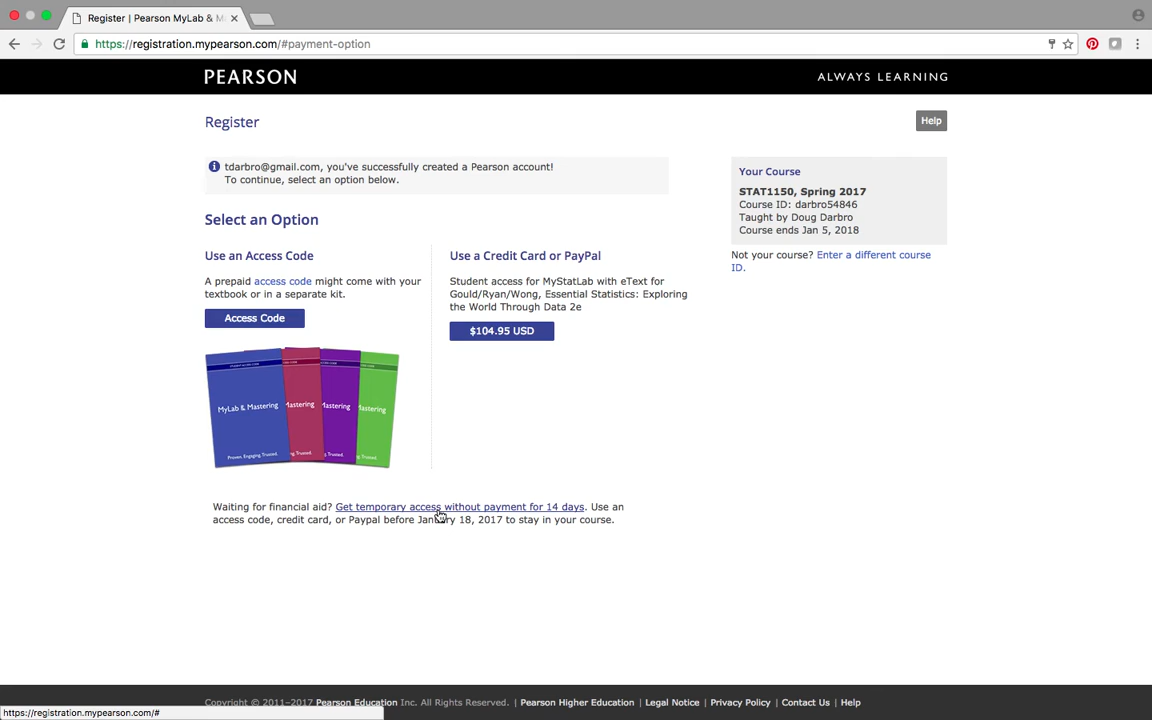 Register | Pearson MyLab & M
https://registration.mypearson.com/#payment-option
PEARSON
ALWAYS LEARNING
Register
Help
tdarbro@gmail.com, you've successfully created a Pearson account!
To continue, select an option below.
Your Course
STAT1150, Spring 2017
Course ID: darbro54846
Taught by Doug Darbro
Course ends Jan 5, 2018
Not your course? Enter a different course
ID.
Select an Option
Use an Access Code
A prepaid access code might come with your
textbook or in a separate kit.
Access Code
Use a Credit Card or PayPal
Student access for MyStatLab with eText for
Gould/Ryan/Wong, Essential Statistics: Exploring
the World Through Data 2e
$104.95 USD
MyLab & Mastering
Mastering
Mastering
Mastering
Proven. Engaging. Trusted.
Waiting for financial aid? Get temporary access without payment for 14 days. Use an
access code, credit card, or Paypal before January 18, 2017 to stay in your course.
Copyright © 2011–2017 Pearson Education Inc. All Rights Reserved. | Pearson Higher Education | Legal Notice | Privacy Policy | Contact Us | Help
https://registration.mypearson.com/#